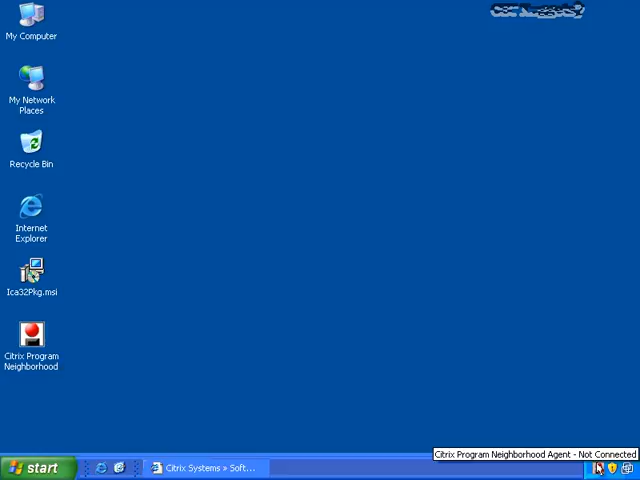 My Computer
My Network
Places
Recycle Bin
Internet
Explorer
Ica32Pkg.msi
Citrix Program
Neighborhood
Citrix Program Neighborhood Agent - Not Connected
start
Citrix Systems » Soft...